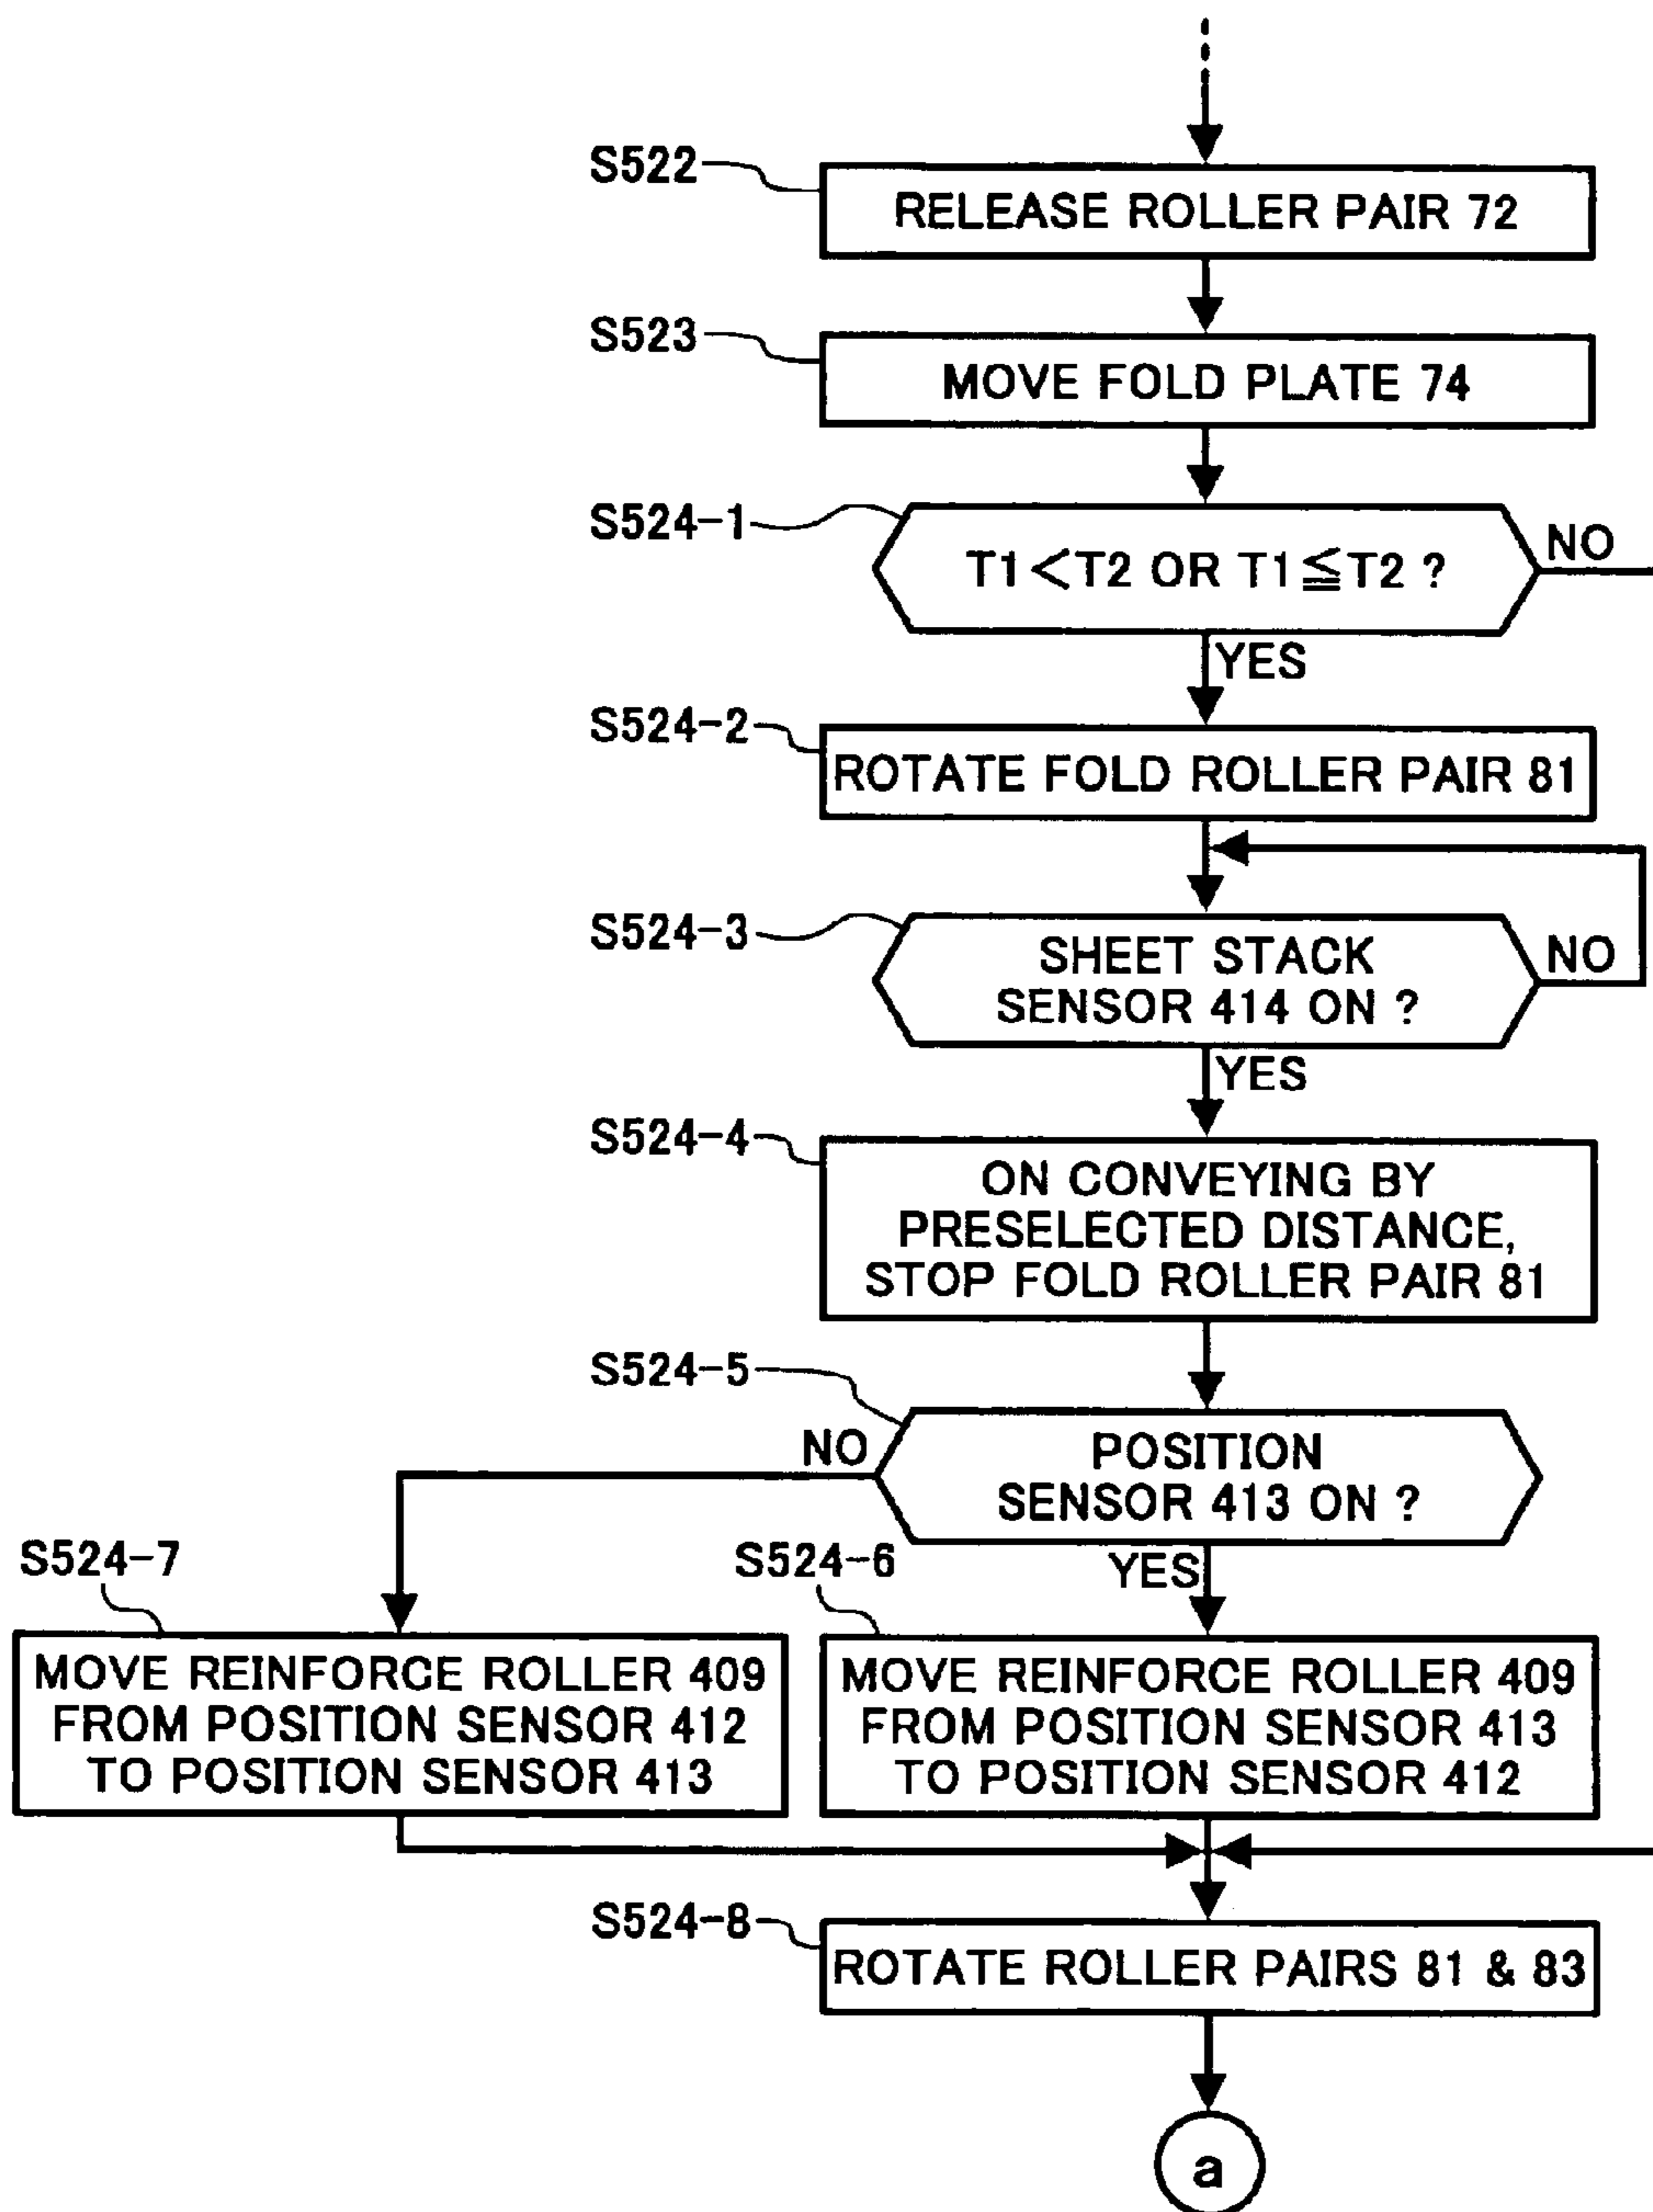 S522
RELEASE ROLLER PAIR 72
S523
MOVE FOLD PLATE 74
S524-1
T1<T2 OR T1≦T2 ?
NO
YES
S524-2
ROTATE FOLD ROLLER PAIR 81
S524-3
SHEET STACK
SENSOR 414 ON ?
NO
YES
S524-4
ON CONVEYING BY
PRESELECTED DISTANCE,
STOP FOLD ROLLER PAIR 81
S524-5
NO
POSITION
SENSOR 413 ON ?
YES
S524-7
MOVE REINFORCE ROLLER 409
FROM POSITION SENSOR 412
TO POSITION SENSOR 413
S524-6
MOVE REINFORCE ROLLER 409
FROM POSITION SENSOR 413
TO POSITION SENSOR 412
S524-8
ROTATE ROLLER PAIRS 81 & 83
a